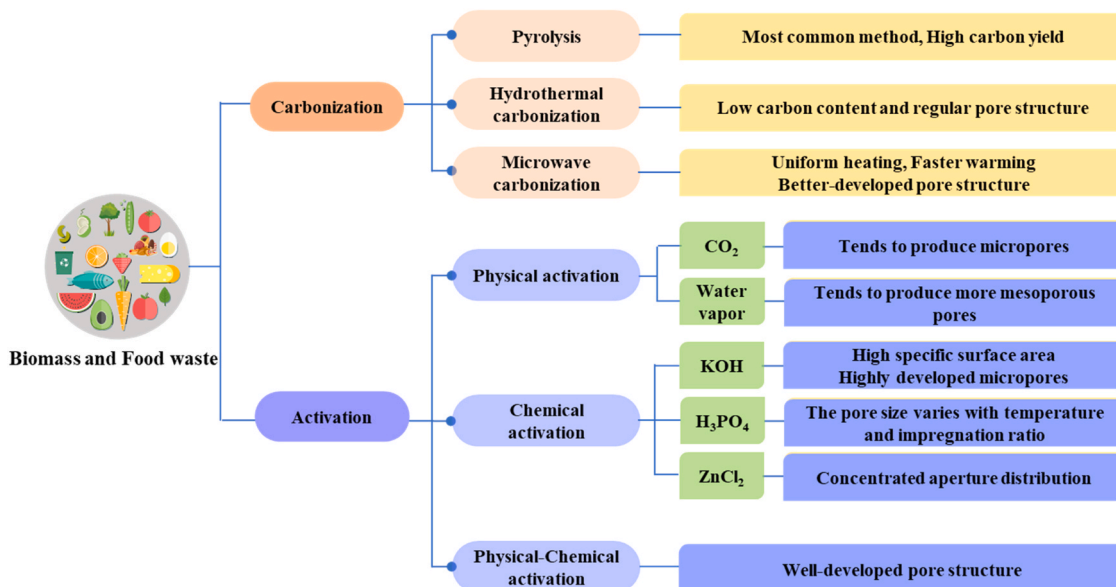 Pyrolysis
Most common method, High carbon yield
Carbonization
Hydrothermal
carbonization
Low carbon content and regular pore structure
Microwave
carbonization
Uniform heating, Faster warming
Better-developed pore structure
Biomass and Food waste
Physical activation
CO₂
Tends to produce micropores
Water
vapor
Tends to produce more mesoporous
pores
Activation
Chemical
activation
KOH
High specific surface area
Highly developed micropores
H₃PO₄
The pore size varies with temperature
and impregnation ratio
ZnCl₂
Concentrated aperture distribution
Physical-Chemical
activation
Well-developed pore structure